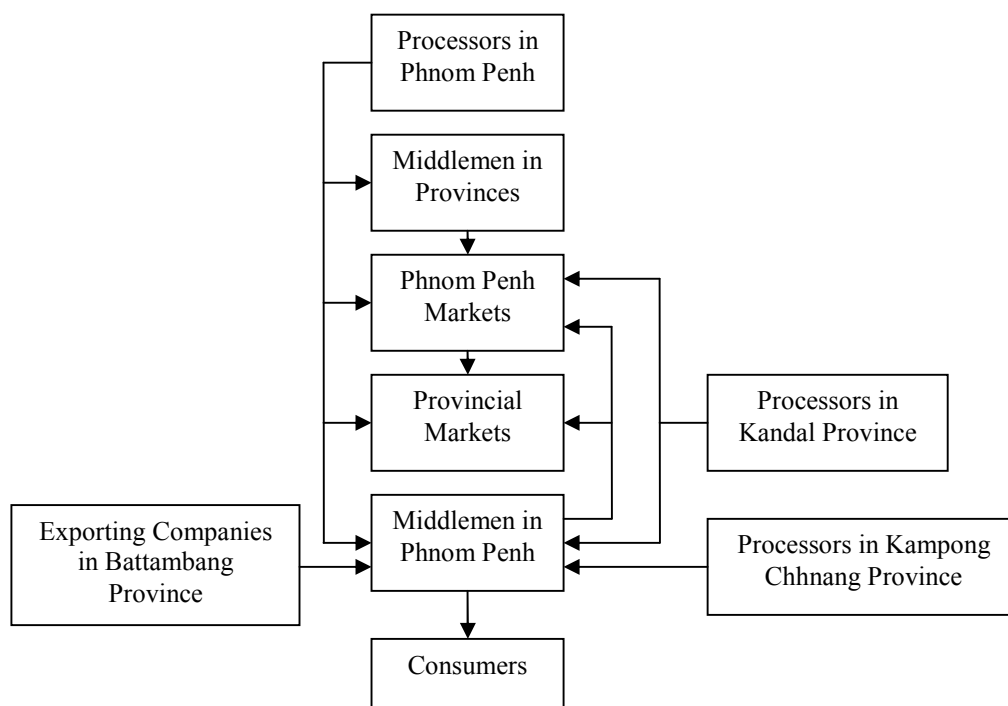 Processors in
Phnom Penh
Middlemen in
Provinces
Phnom Penh
Markets
Provincial
Markets
Processors in
Kandal Province
Exporting Companies
in Battambang
Province
Middlemen in
Phnom Penh
Processors in Kampong
Chhnang Province
Consumers